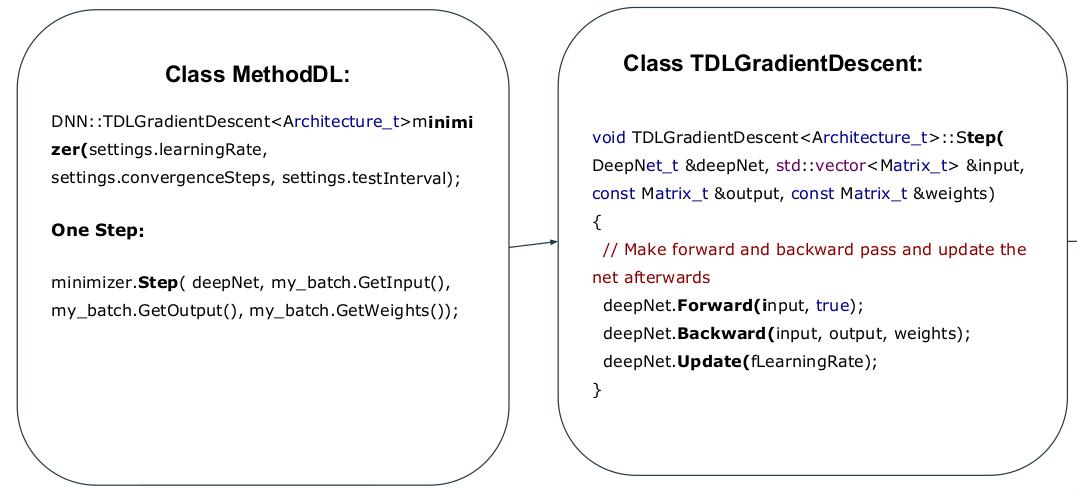 Class MethodDL:
DNN::TDLGradientDescent<Architecture_t>minimi
zer(settings.learningRate,
settings.convergenceSteps, settings.testInterval);
One Step:
minimizer.Step( deepNet, my_batch.GetInput(),
my_batch.GetOutput(), my_batch.GetWeights());
Class TDLGradientDescent:
void TDLGradientDescent<Architecture_t>::Step(
DeepNet_t &deepNet, std::vector<Matrix_t> &input,
const Matrix_t &output, const Matrix_t &weights)
{
// Make forward and backward pass and update the
net afterwards
deepNet.Forward(input, true);
deepNet.Backward(input, output, weights);
deepNet.Update(fLearningRate);
}